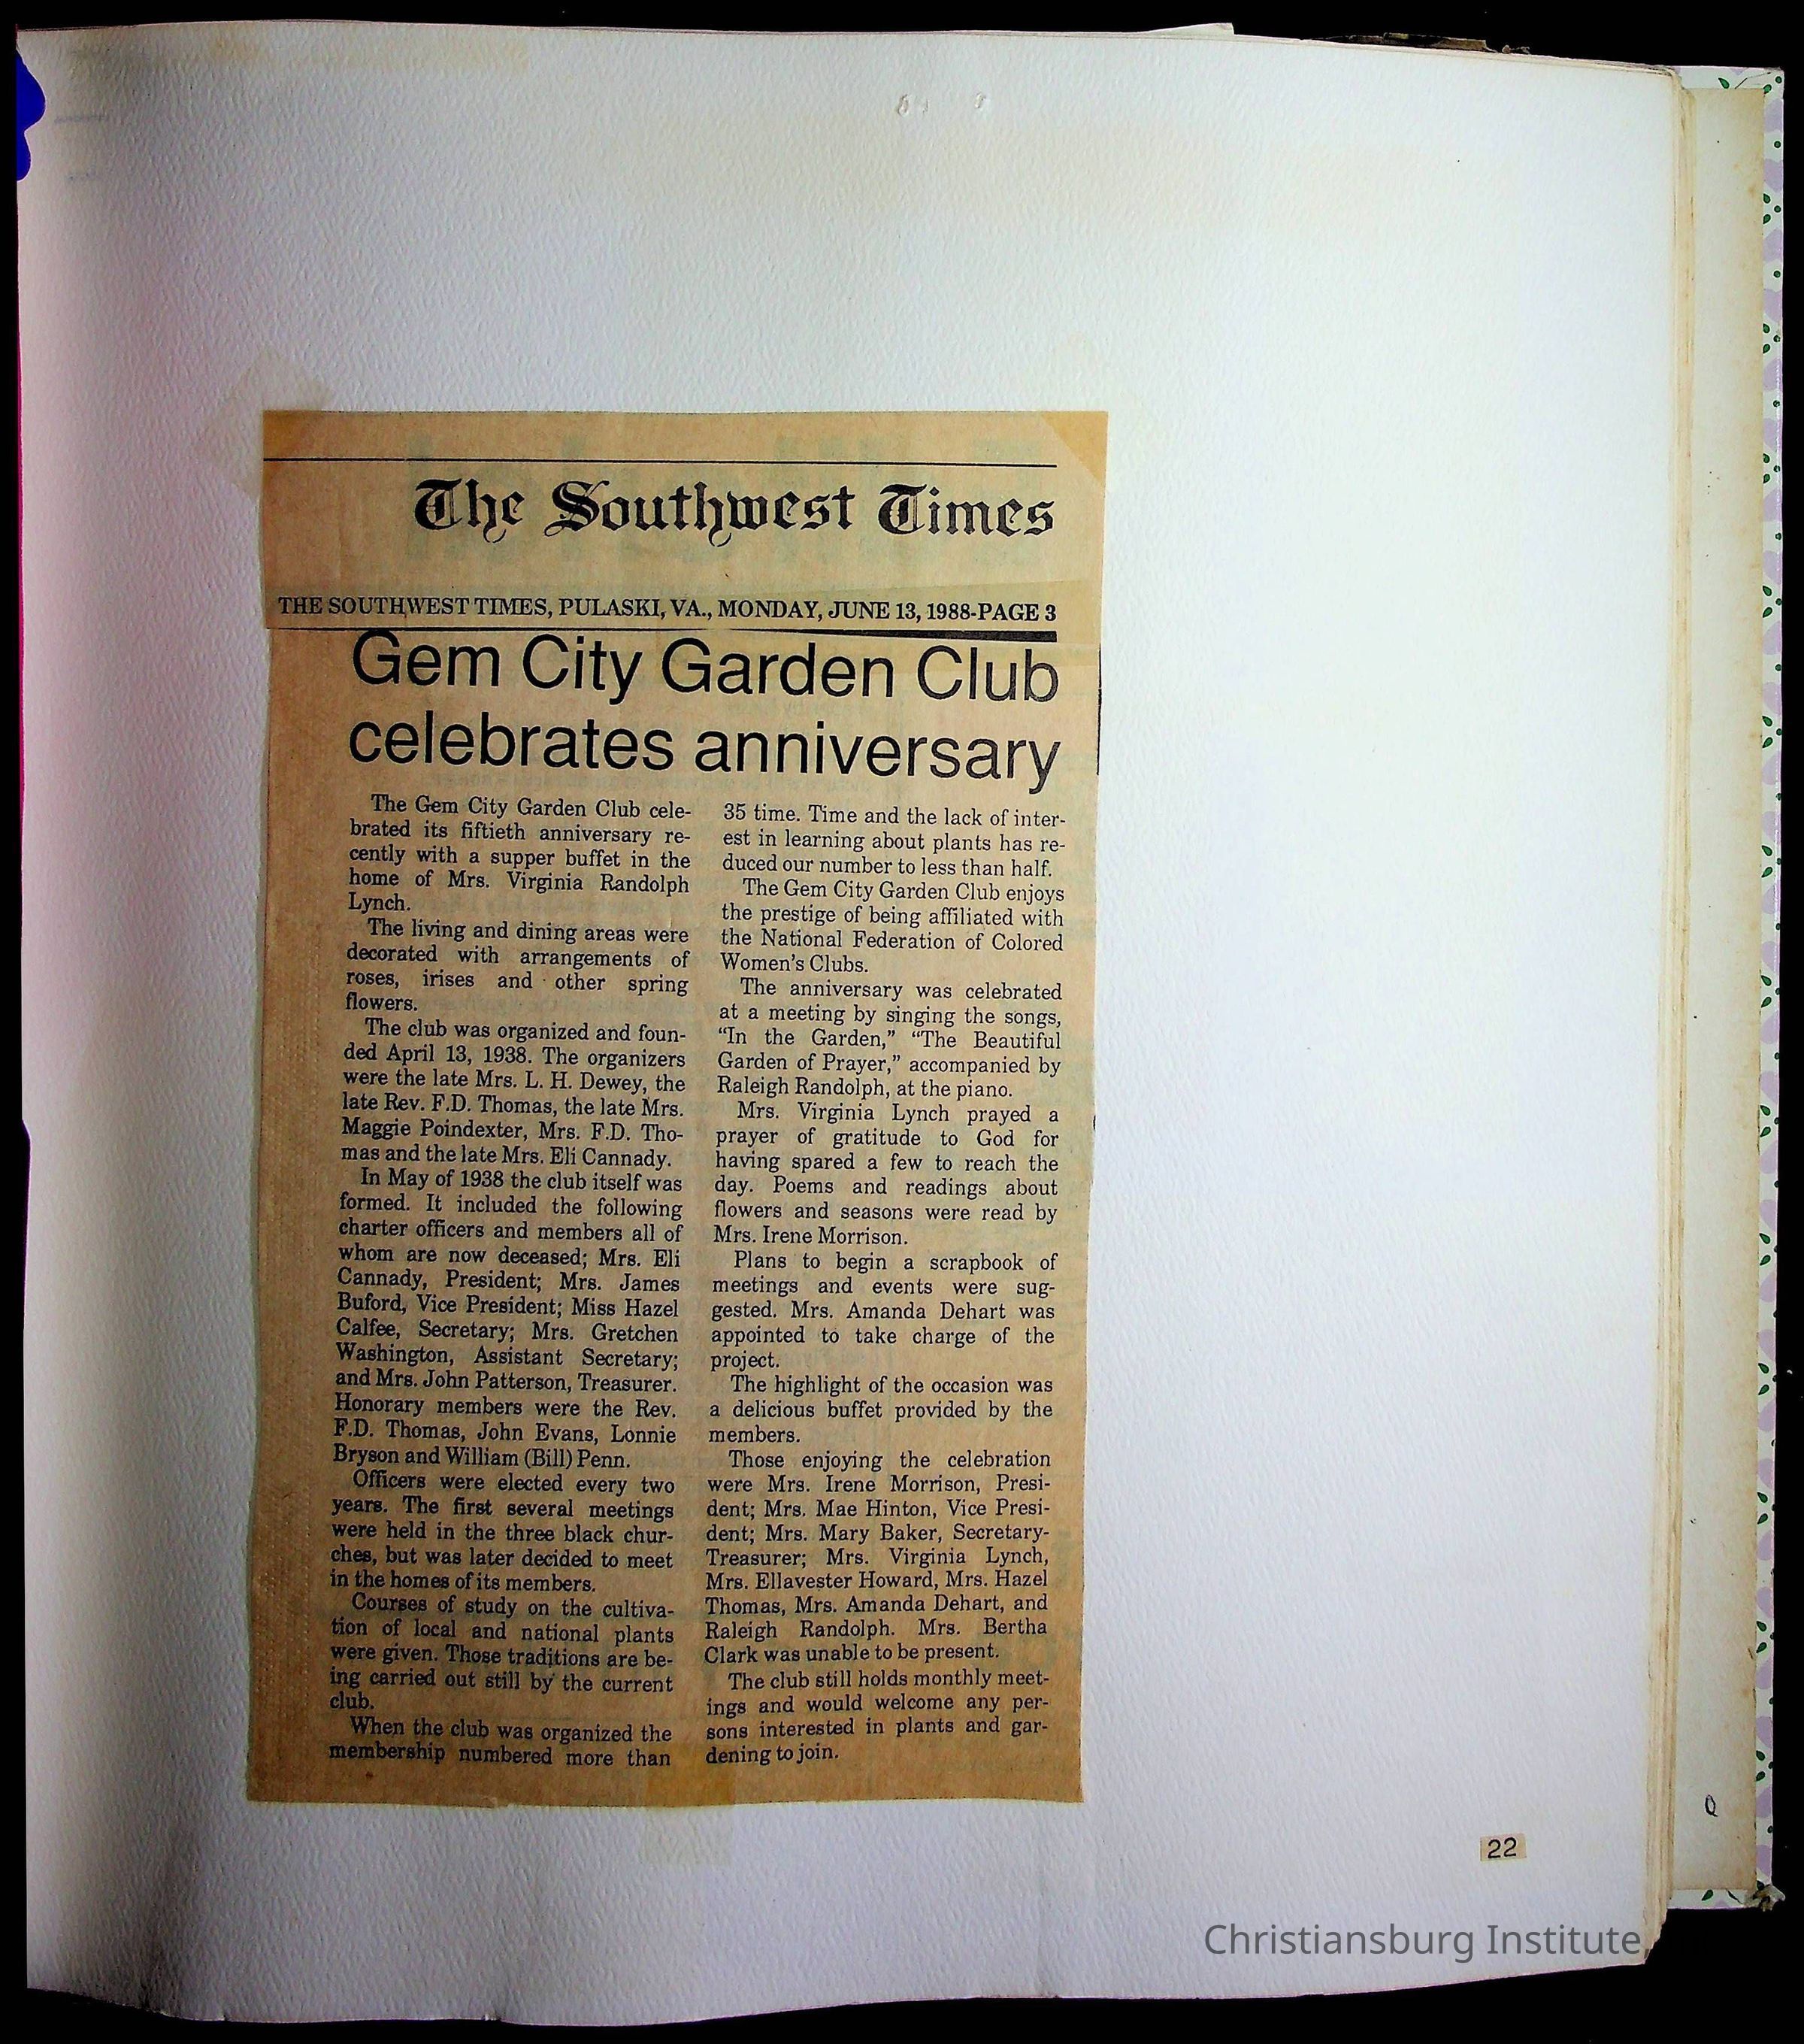 The Southwest Times
THE SOUTHWEST TIMES, PULASKI, VA., MONDAY, JUNE 13, 1988-PAGE 3
Gem City Garden Club
celebrates anniversary
The Gem City Garden Club cele-
brated its fiftieth anniversary re-
cently with a supper buffet in the
home of Mrs. Virginia Randolph
Lynch.
The living and dining areas were
decorated with arrangements of
roses, irises and other spring
flowers.
The club was organized and foun-
ded April 13, 1938. The organizers
were the late Mrs. L. H. Dewey, the
late Rev. F.D. Thomas, the late Mrs.
Maggie Poindexter, Mrs. F.D. Tho-
mas and the late Mrs. Eli Cannady.
In May of 1938 the club itself was
formed. It included the following
charter officers and members all of
whom are now deceased; Mrs. Eli
Cannady, President; Mrs. James
Buford, Vice President; Miss Hazel
Calfee, Secretary; Mrs. Gretchen
Washington, Assistant Secretary;
and Mrs. John Patterson, Treasurer.
Honorary members were the Rev.
F.D. Thomas, John Evans, Lonnie
Bryson and William (Bill) Penn.
Officers were elected every two
years. The first several meetings
were held in the three black chur-
ches, but was later decided to meet
in the homes of its members.
Courses of study on the cultiva-
tion of local and national plants
were given. Those traditions are be-
ing carried out still by the current
club.
When the club was organized the
membership numbered more than
35 time. Time and the lack of inter-
est in learning about plants has re-
duced our number to less than half.
The Gem City Garden Club enjoys
the prestige of being affiliated with
the National Federation of Colored
Women's Clubs.
The anniversary was celebrated
at a meeting by singing the songs,
“In the Garden,” “The Beautiful
Garden of Prayer,” accompanied by
Raleigh Randolph, at the piano.
Mrs. Virginia Lynch prayed a
prayer of gratitude to God for
having spared a few to reach the
day. Poems and readings about
flowers and seasons were read by
Mrs. Irene Morrison.
Plans to begin a scrapbook of
meetings and events were sug-
gested. Mrs. Amanda Dehart was
appointed to take charge of the
project.
The highlight of the occasion was
a delicious buffet provided by the
members.
Those enjoying the celebration
were Mrs. Irene Morrison, Presi-
dent; Mrs. Mae Hinton, Vice Presi-
dent; Mrs. Mary Baker, Secretary-
Treasurer; Mrs. Virginia Lynch,
Mrs. Ellavester Howard, Mrs. Hazel
Thomas, Mrs. Amanda Dehart, and
Raleigh Randolph. Mrs. Bertha
Clark was unable to be present.
The club still holds monthly meet-
ings and would welcome any per-
sons interested in plants and gar-
dening to join.
22
Christiansburg Institute